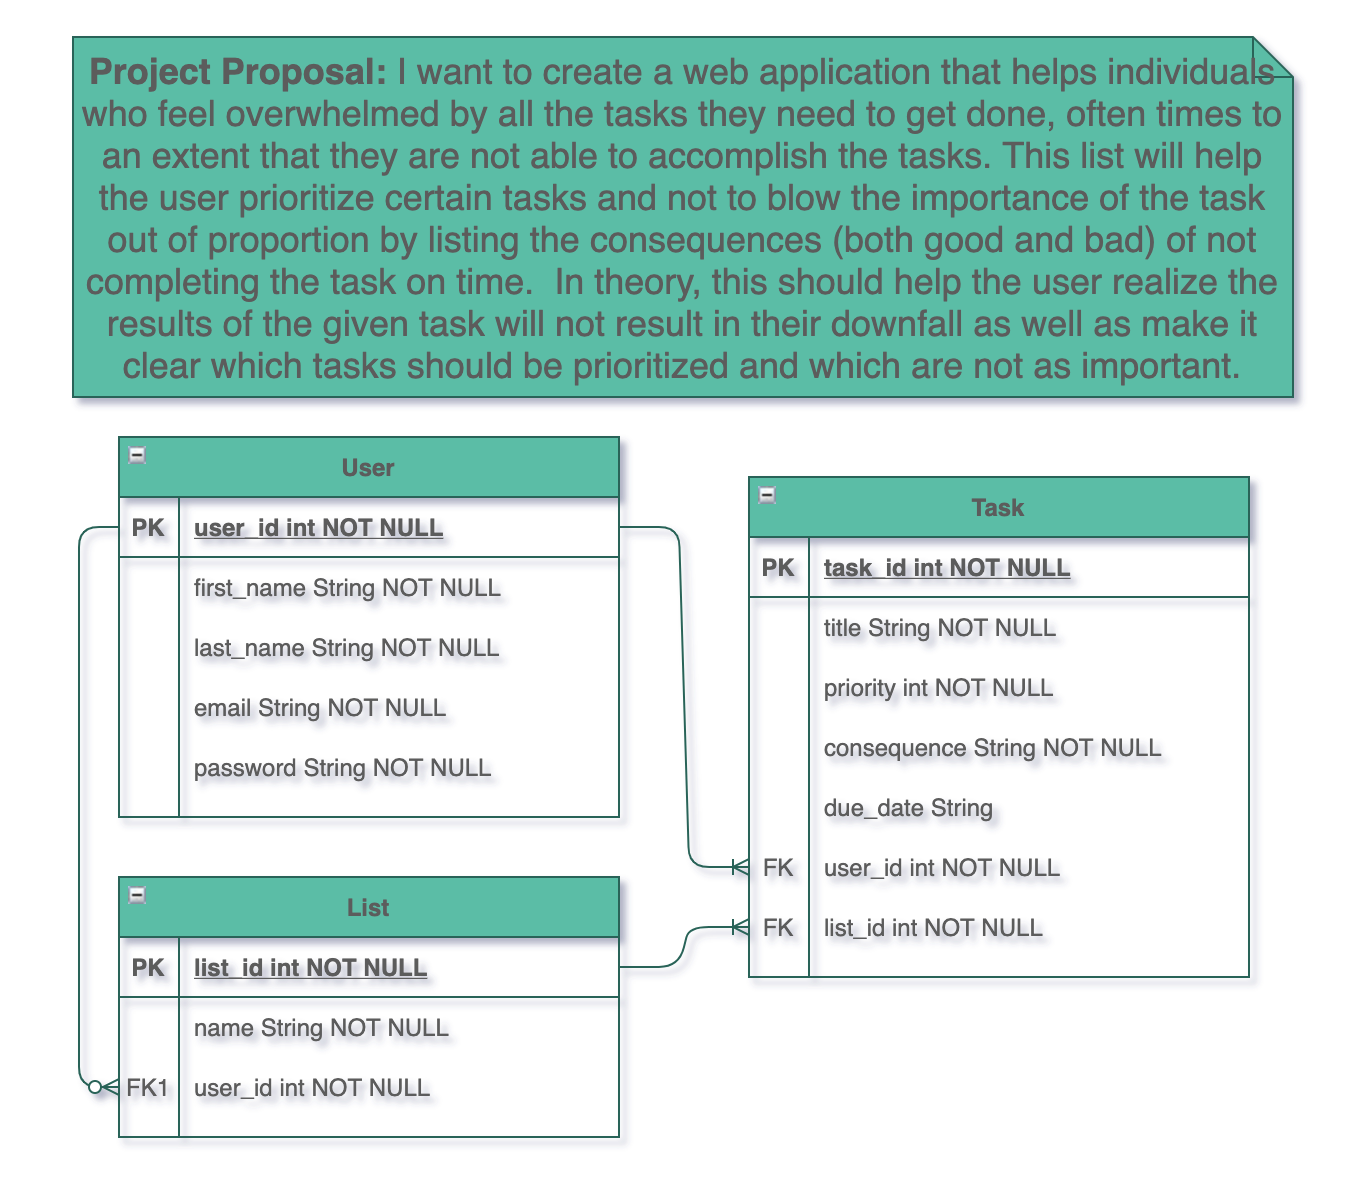 Project Proposal: I want to create a web application that helps individuals
who feel overwhelmed by all the tasks they need to get done, often times to
an extent that they are not able to accomplish the tasks. This list will help
the user prioritize certain tasks and not to blow the importance of the task
out of proportion by listing the consequences (both good and bad) of not
completing the task on time.  In theory, this should help the user realize the
results of the given task will not result in their downfall as well as make it
clear which tasks should be prioritized and which are not as important.
User
PK user_id int NOT NULL
first_name String NOT NULL
last_name String NOT NULL
email String NOT NULL
password String NOT NULL
Task
PK task_id int NOT NULL
title String NOT NULL
priority int NOT NULL
consequence String NOT NULL
due_date String
FK user_id int NOT NULL
FK list_id int NOT NULL
List
PK list_id int NOT NULL
name String NOT NULL
FK1 user_id int NOT NULL